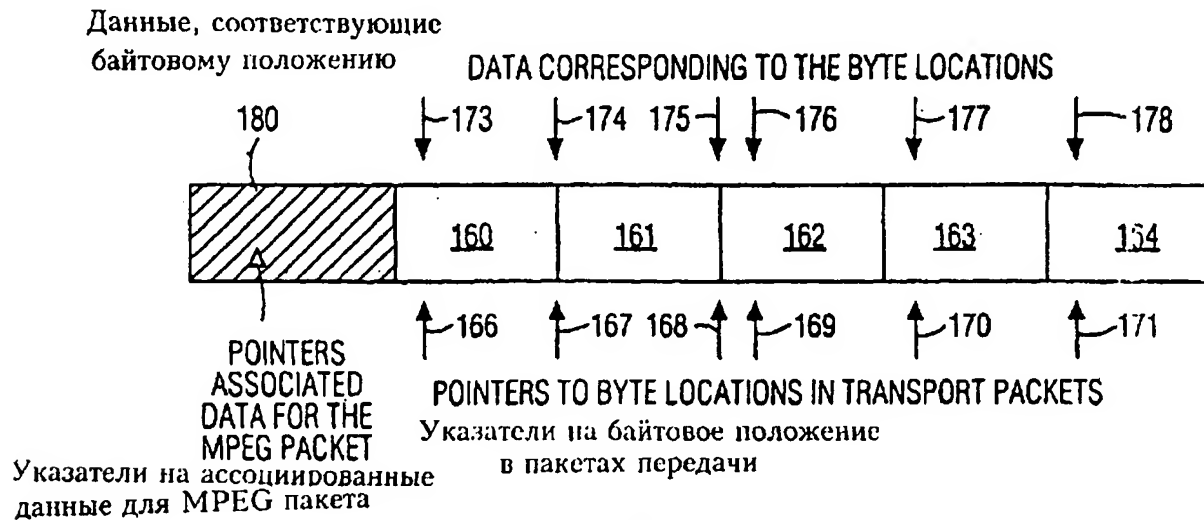 Данные, соответствующие
байтовому положению
DATA CORRESPONDING TO THE BYTE LOCATIONS
180
173
174
175
176
177
178
160
161
162
163
164
166
167
168
169
170
171
POINTERS
ASSOCIATED
DATA FOR THE
MPEG PACKET
POINTERS TO BYTE LOCATIONS IN TRANSPORT PACKETS
Указатели на байтовое положение
в пакетах передачи
Указатели на ассоциированные
данные для MPEG пакета